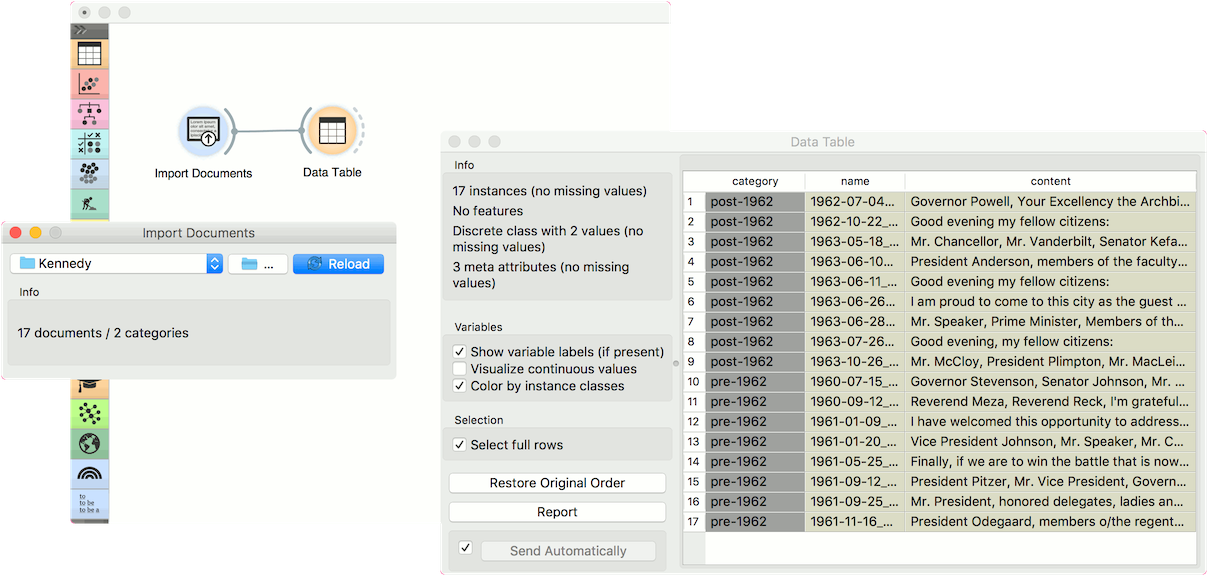 Lorem ipsum
Import Documents
Data Table
Import Documents
Kennedy
...
Reload
Info
17 documents / 2 categories
to
to be
to be a
Data Table
Info
17 instances (no missing values)
No features
Discrete class with 2 values (no
missing values)
3 meta attributes (no missing
values)
Variables
Show variable labels (if present)
Visualize continuous values
Color by instance classes
Selection
Select full rows
Restore Original Order
Report
Send Automatically
category name content
1 post-1962 1962-07-04... Governor Powell, Your Excellency the Archbi...
2 post-1962 1962-10-22_... Good evening my fellow citizens:
3 post-1962 1963-05-18_... Mr. Chancellor, Mr. Vanderbilt, Senator Kefa...
4 post-1962 1963-06-10... President Anderson, members of the faculty...
5 post-1962 1963-06-11_... Good evening my fellow citizens:
6 post-1962 1963-06-26... I am proud to come to this city as the guest ...
7 post-1962 1963-06-28... Mr. Speaker, Prime Minister, Members of th...
8 post-1962 1963-07-26... Good evening, my fellow citizens:
9 post-1962 1963-10-26_... Mr. McCloy, President Plimpton, Mr. MacLei...
10 pre-1962 1960-07-15_... Governor Stevenson, Senator Johnson, Mr. ...
11 pre-1962 1960-09-12_... Reverend Meza, Reverend Reck, I'm grateful...
12 pre-1962 1961-01-09_... I have welcomed this opportunity to address...
13 pre-1962 1961-01-20_... Vice President Johnson, Mr. Speaker, Mr. C...
14 pre-1962 1961-05-25_... Finally, if we are to win the battle that is now...
15 pre-1962 1961-09-12_... President Pitzer, Mr. Vice President, Govern...
16 pre-1962 1961-09-25_... Mr. President, honored delegates, ladies an...
17 pre-1962 1961-11-16_... President Odegaard, members o/the regent...